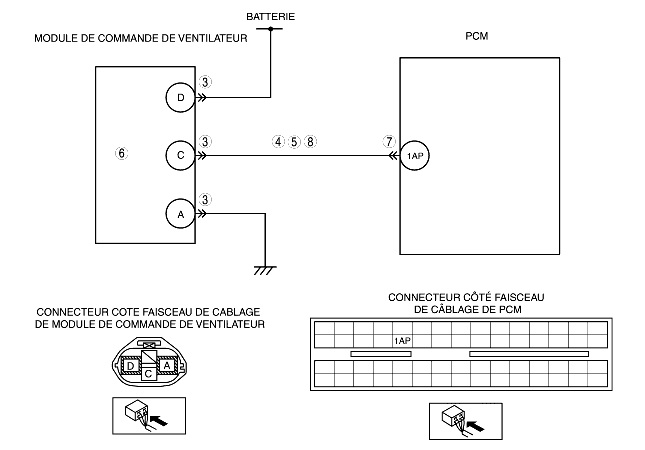 BATTERIE
MODULE DE COMMANDE DE VENTILATEUR
PCM
3
D
3
4 5 8
7
6
C
1AP
3
A
CONNECTEUR COTE FAISCEAU DE CABLAGE
DE MODULE DE COMMANDE DE VENTILATEUR
CONNECTEUR CÔTÉ FAISCEAU
DE CÂBLAGE DE PCM
1AP
D
A
C